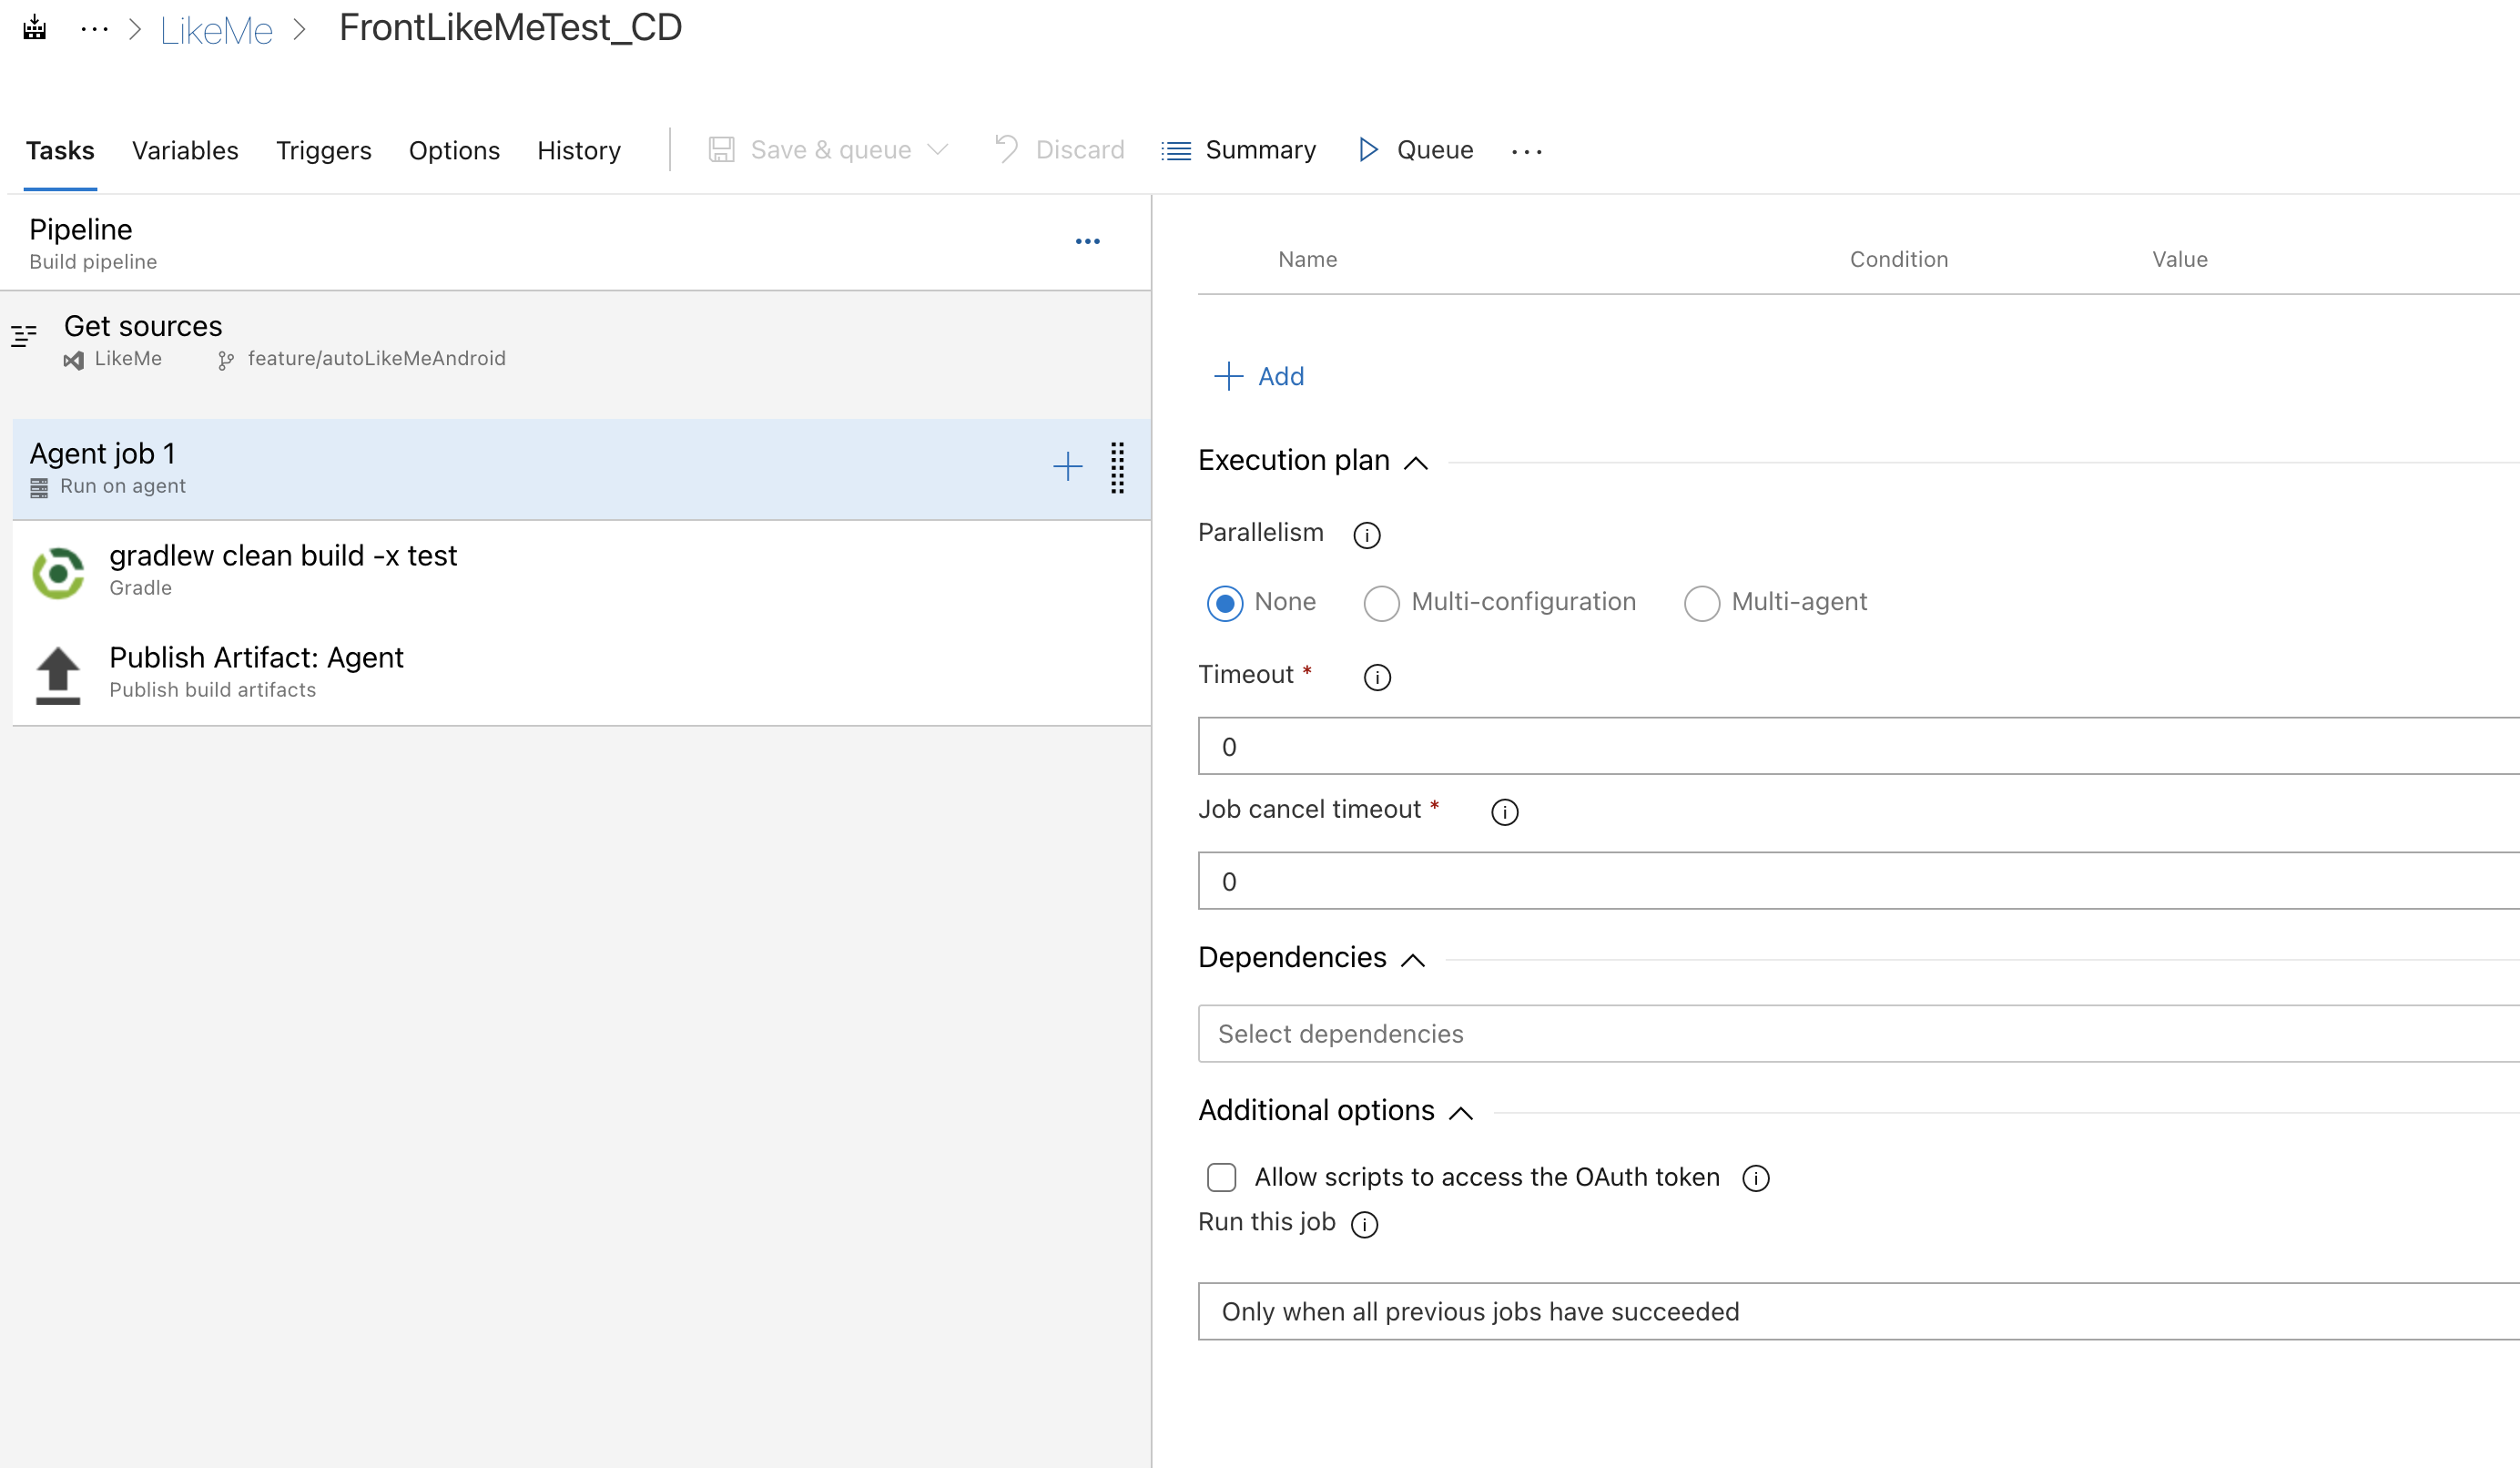 LikeMe
FrontLikeMeTest_CD
Tasks
Variables
Triggers
Options
History
Save & queue
Discard
Summary
Queue
Pipeline
Build pipeline
Get sources
LikeMe
feature/autoLikeMeAndroid
Agent job 1
Run on agent
gradlew clean build -x test
Gradle
Publish Artifact: Agent
Publish build artifacts
Name
Condition
Value
Add
Execution plan
Parallelism
None
Multi-configuration
Multi-agent
Timeout *
0
Job cancel timeout *
0
Dependencies
Select dependencies
Additional options
Allow scripts to access the OAuth token
Run this job
Only when all previous jobs have succeeded